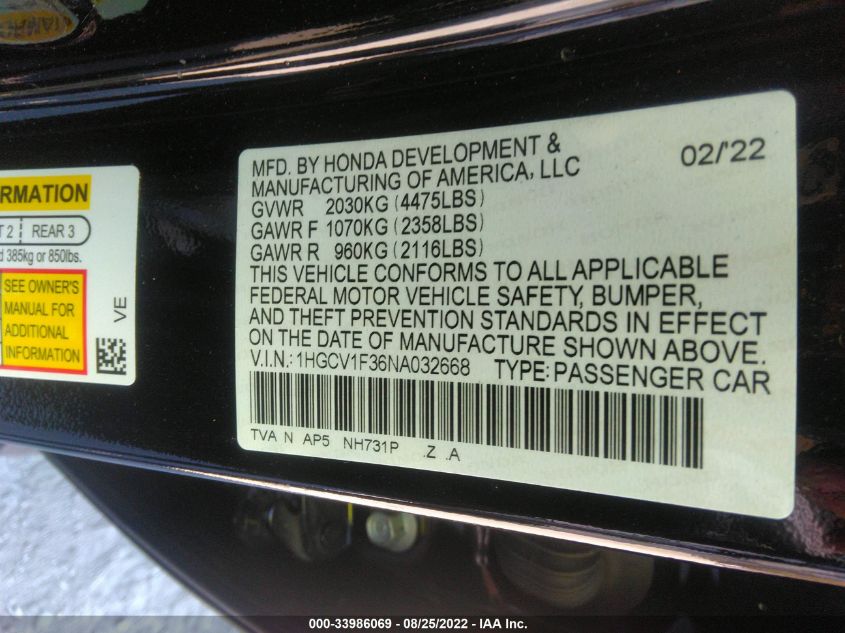 MFD. BY HONDA DEVELOPMENT & 02/'22
MANUFACTURING OF AMERICA, LLC
GVWR 2030KG (4475LBS)
GAWR F 1070KG (2358LBS)
GAWR R 960KG (2116LBS)
THIS VEHICLE CONFORMS TO ALL APPLICABLE
FEDERAL MOTOR VEHICLE SAFETY, BUMPER,
AND THEFT PREVENTION STANDARDS IN EFFECT
ON THE DATE OF MANUFACTURE SHOWN ABOVE.
V.I.N.: 1HGCV1F36NA032668 TYPE: PASSENGER CAR
TVA N AP5 NH731P .Z .A
RMATION
2 REAR 3
385kg or 850lbs.
SEE OWNER'S
MANUAL FOR
ADDITIONAL
INFORMATION
VE
000-33986069 - 08/25/2022 - IAA Inc.